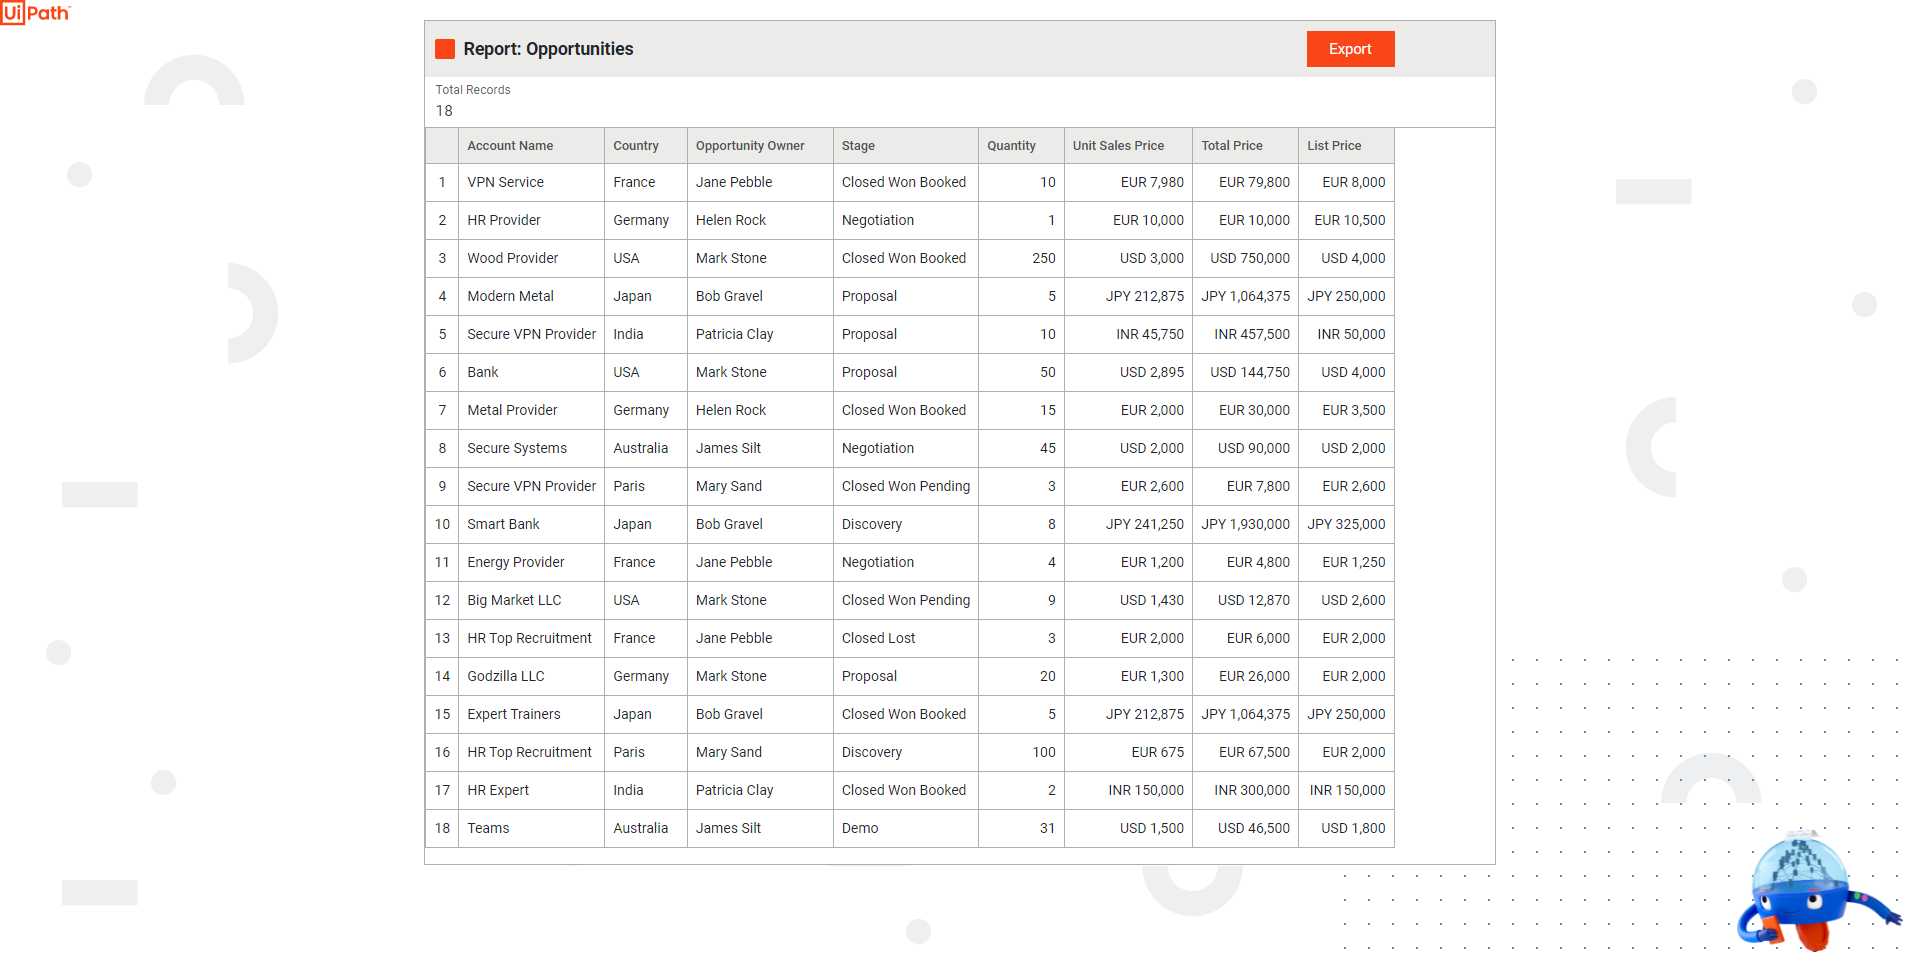 UiPath
Report: Opportunities
Export
Total Records
18
Account Name Country Opportunity Owner Stage Quantity Unit Sales Price Total Price List Price
1 VPN Service France Jane Pebble Closed Won Booked 10 EUR 7,980 EUR 79,800 EUR 8,000
2 HR Provider Germany Helen Rock Negotiation 1 EUR 10,000 EUR 10,000 EUR 10,500
3 Wood Provider USA Mark Stone Closed Won Booked 250 USD 3,000 USD 750,000 USD 4,000
4 Modern Metal Japan Bob Gravel Proposal 5 JPY 212,875 JPY 1,064,375 JPY 250,000
5 Secure VPN Provider India Patricia Clay Proposal 10 INR 45,750 INR 457,500 INR 50,000
6 Bank USA Mark Stone Proposal 50 USD 2,895 USD 144,750 USD 4,000
7 Metal Provider Germany Helen Rock Closed Won Booked 15 EUR 2,000 EUR 30,000 EUR 3,500
8 Secure Systems Australia James Silt Negotiation 45 USD 2,000 USD 90,000 USD 2,000
9 Secure VPN Provider Paris Mary Sand Closed Won Pending 3 EUR 2,600 EUR 7,800 EUR 2,600
10 Smart Bank Japan Bob Gravel Discovery 8 JPY 241,250 JPY 1,930,000 JPY 325,000
11 Energy Provider France Jane Pebble Negotiation 4 EUR 1,200 EUR 4,800 EUR 1,250
12 Big Market LLC USA Mark Stone Closed Won Pending 9 USD 1,430 USD 12,870 USD 2,600
13 HR Top Recruitment France Jane Pebble Closed Lost 3 EUR 2,000 EUR 6,000 EUR 2,000
14 Godzilla LLC Germany Mark Stone Proposal 20 EUR 1,300 EUR 26,000 EUR 2,000
15 Expert Trainers Japan Bob Gravel Closed Won Booked 5 JPY 212,875 JPY 1,064,375 JPY 250,000
16 HR Top Recruitment Paris Mary Sand Discovery 100 EUR 675 EUR 67,500 EUR 2,000
17 HR Expert India Patricia Clay Closed Won Booked 2 INR 150,000 INR 300,000 INR 150,000
18 Teams Australia James Silt Demo 31 USD 1,500 USD 46,500 USD 1,800